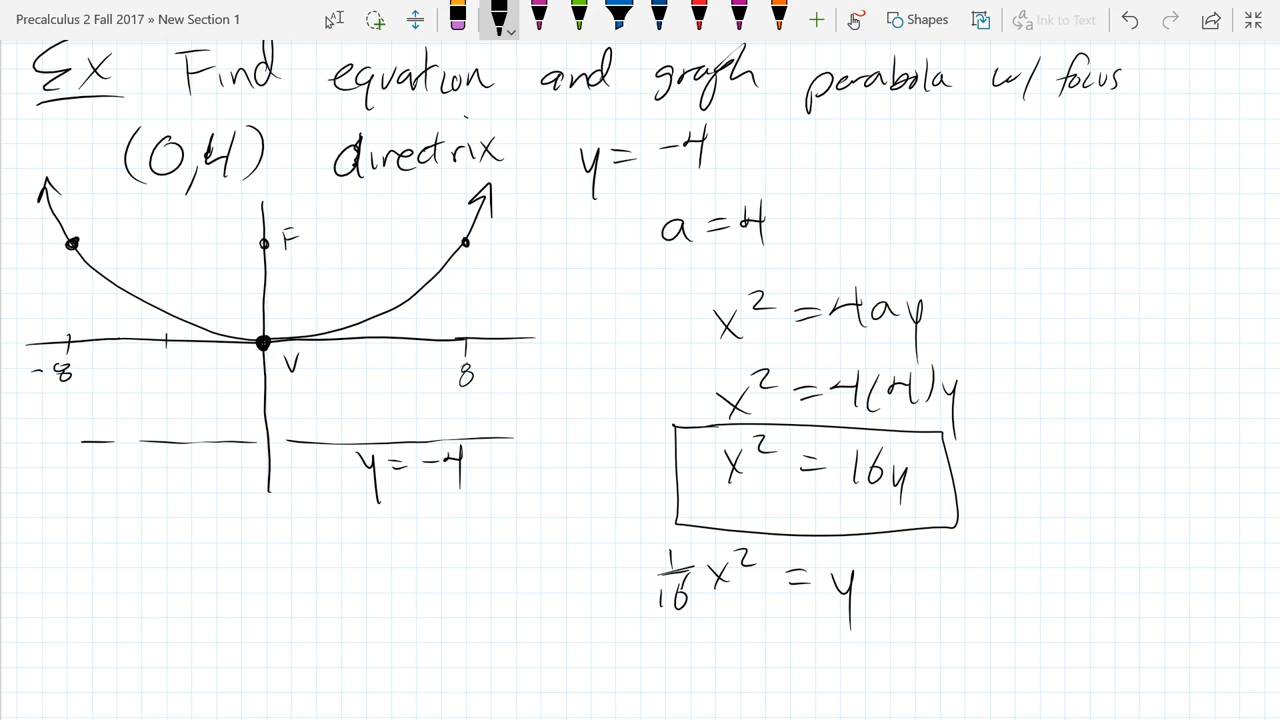 Precalculus 2 Fall 2017 » New Section 1
Shapes
Ink to Text
Ex Find equation and graph parabola w/ focus
(0,4) directrix y = -4
a = 4
F
x² = 4ay
V
-8
8
x² = 4(4)y
y = -4
x² = 16y
1/16 x² = y